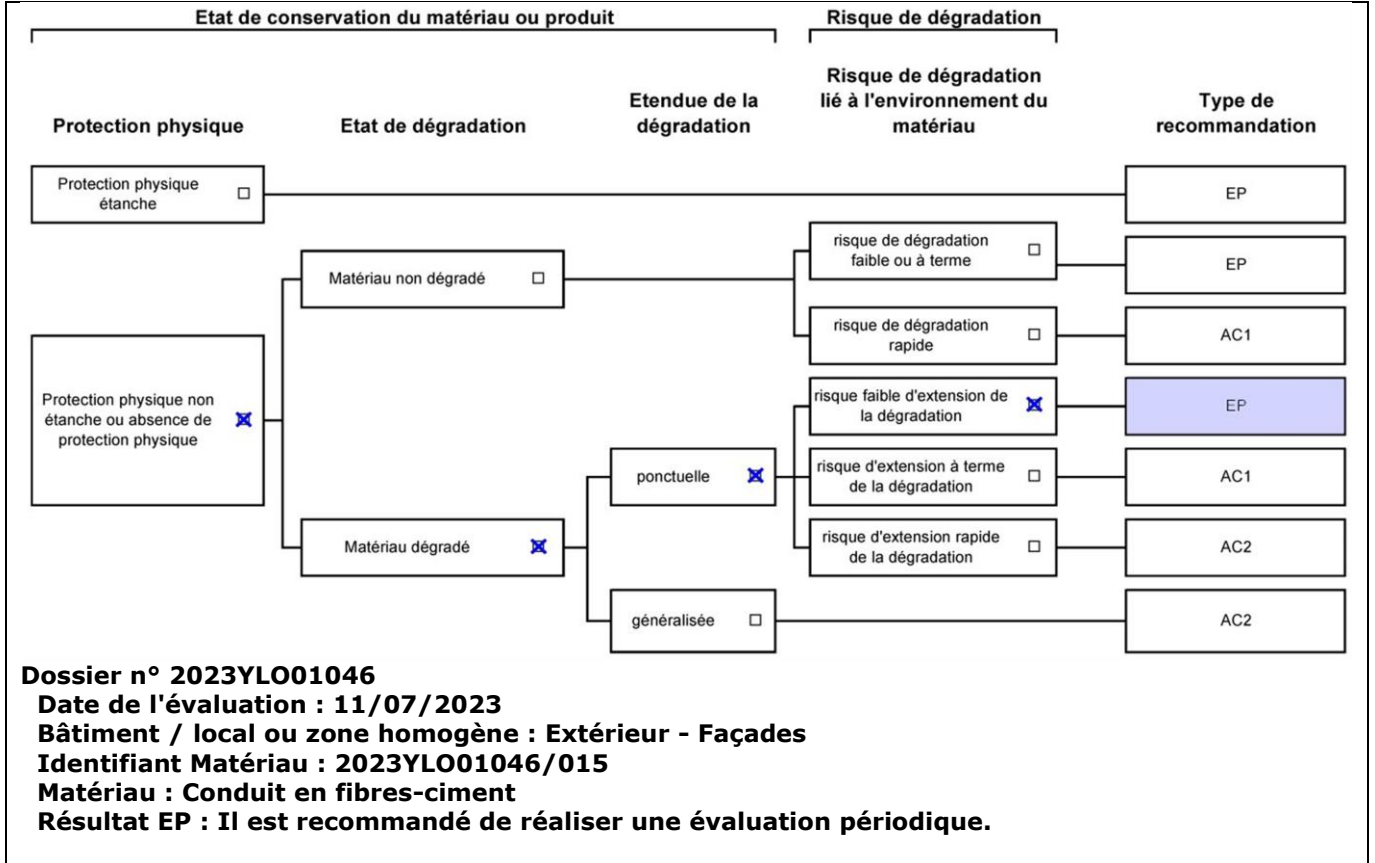 Etat de conservation du matériau ou produit
Risque de dégradation
Protection physique
Etat de dégradation
Etendue de la
dégradation
Risque de dégradation
lié à l'environnement du
matériau
Type de
recommandation
Protection physique
étanche
EP
Matériau non dégradé
risque de dégradation
faible ou à terme
EP
risque de dégradation
rapide
AC1
Protection physique non
étanche ou absence de
protection physique
risque faible d'extension de
la dégradation
EP
ponctuelle
risque d'extension à terme
de la dégradation
AC1
Matériau dégradé
risque d'extension rapide
de la dégradation
AC2
généralisée
AC2
Dossier n° 2023YLO01046
Date de l'évaluation : 11/07/2023
Bâtiment / local ou zone homogène : Extérieur - Façades
Identifiant Matériau : 2023YLO01046/015
Matériau : Conduit en fibres-ciment
Résultat EP : Il est recommandé de réaliser une évaluation périodique.